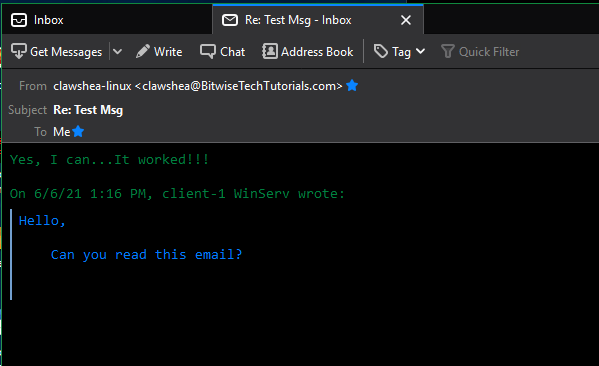 Inbox
Re: Test Msg - Inbox
Get Messages
Write
Chat
Address Book
Tag
Quick Filter
From clawshea-linux <clawshea@BitwiseTechTutorials.com>
Subject Re: Test Msg
To Me
Yes, I can...It worked!!!
On 6/6/21 1:16 PM, client-1 WinServ wrote:
Hello,
Can you read this email?